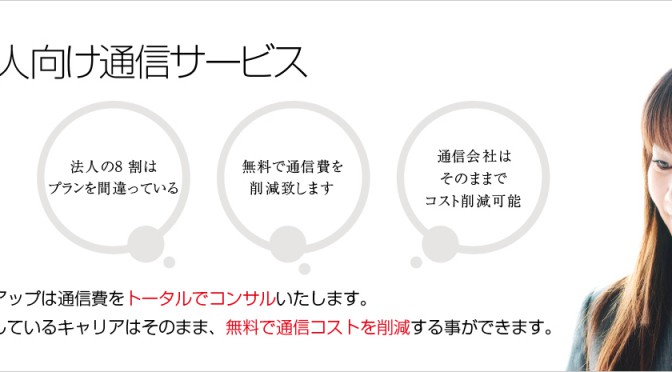 人向け通信サービス
法人の8 割は
プランを間違っている
無料で通信費を
削減致します
通信会社は
そのままで
コスト削減可能
アップは通信費をトータルでコンサルいたします。
しているキャリアはそのまま、無料で通信コストを削減する事ができます。